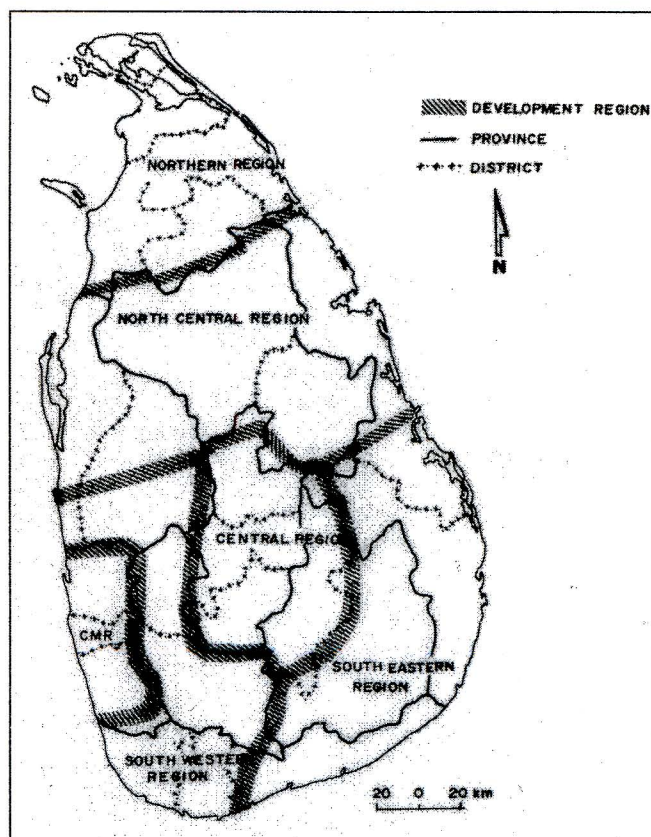 DEVELOPMENT REGION
PROVINCE
DISTRICT
N
NORTHERN REGION
NORTH CENTRAL REGION
CENTRAL REGION
CMR
SOUTH EASTERN
REGION
SOUTH WESTERN
REGION
20 0 20 km